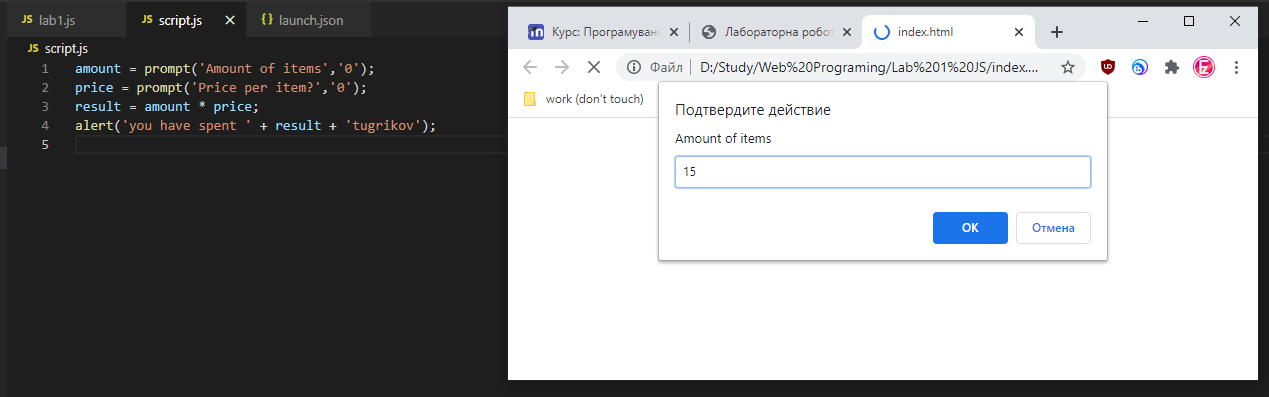 JS lab1.js
JS script.js
{} launch.json
JS script.js
1 amount = prompt('Amount of items','0');
2 price = prompt('Price per item?','0');
3 result = amount * price;
4 alert('you have spent ' + result + 'tugrikov');
5
Курс: Програмуван
Лабораторна робот
index.html
Файл
D:/Study/Web%20Programing/Lab%201%20JS/index....
work (don't touch)
Подтвердите действие
Amount of items
15
ОК
Отмена